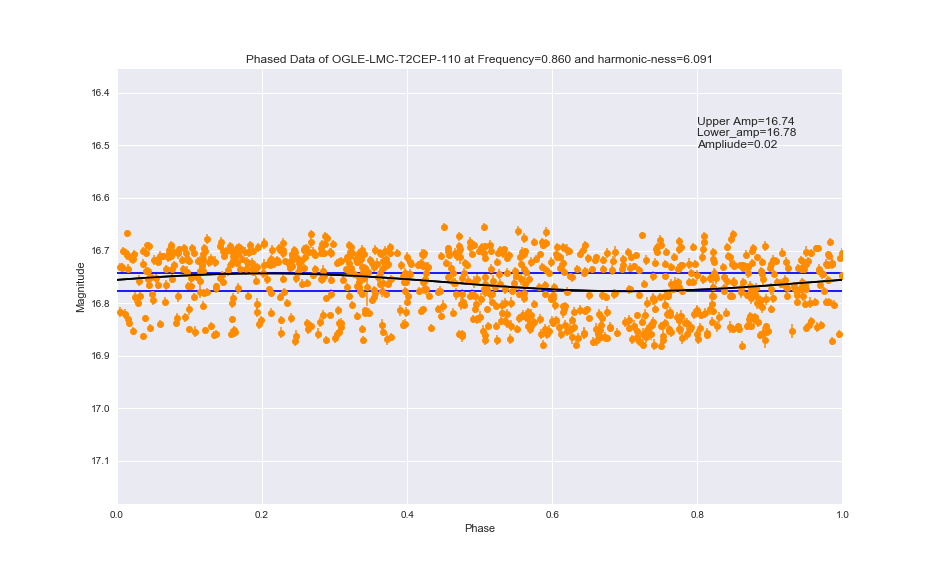 Phased Data of OGLE-LMC-T2CEP-110 at Frequency=0.860 and harmonic-ness=6.091
Upper Amp=16.74
Lower_amp=16.78
Ampliude=0.02
Magnitude
16.4
16.5
16.6
16.7
16.8
16.9
17.0
17.1
0.0 0.2 0.4 0.6 0.8 1.0
Phase